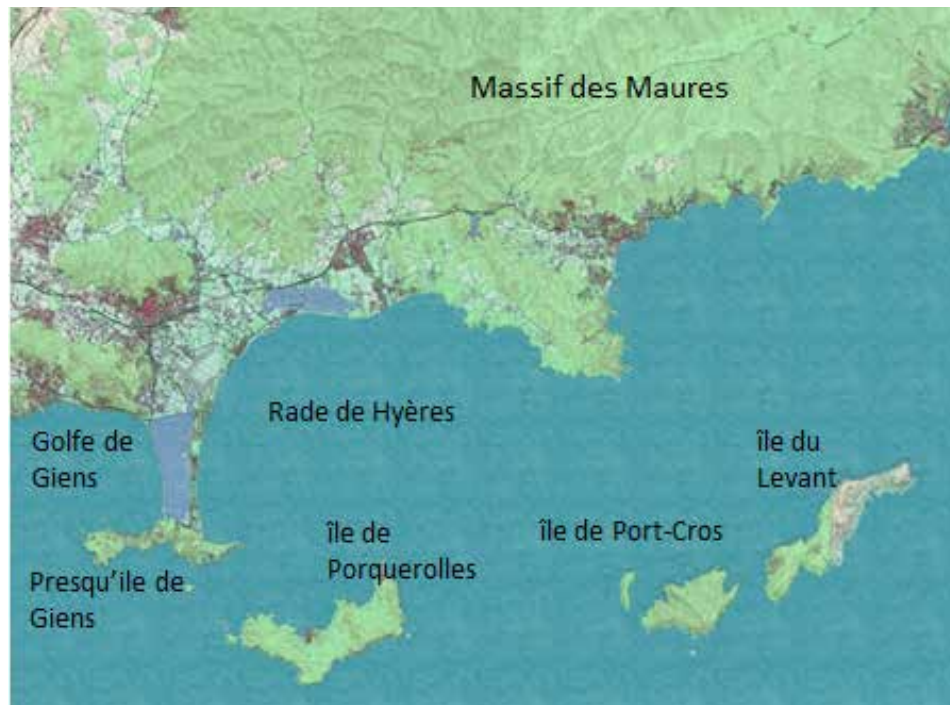 Massif des Maures
Rade de Hyères
Golfe de
Giens
île du
Levant
île de
Porquerolles
île de Port-Cros
Presqu’ile de
Giens